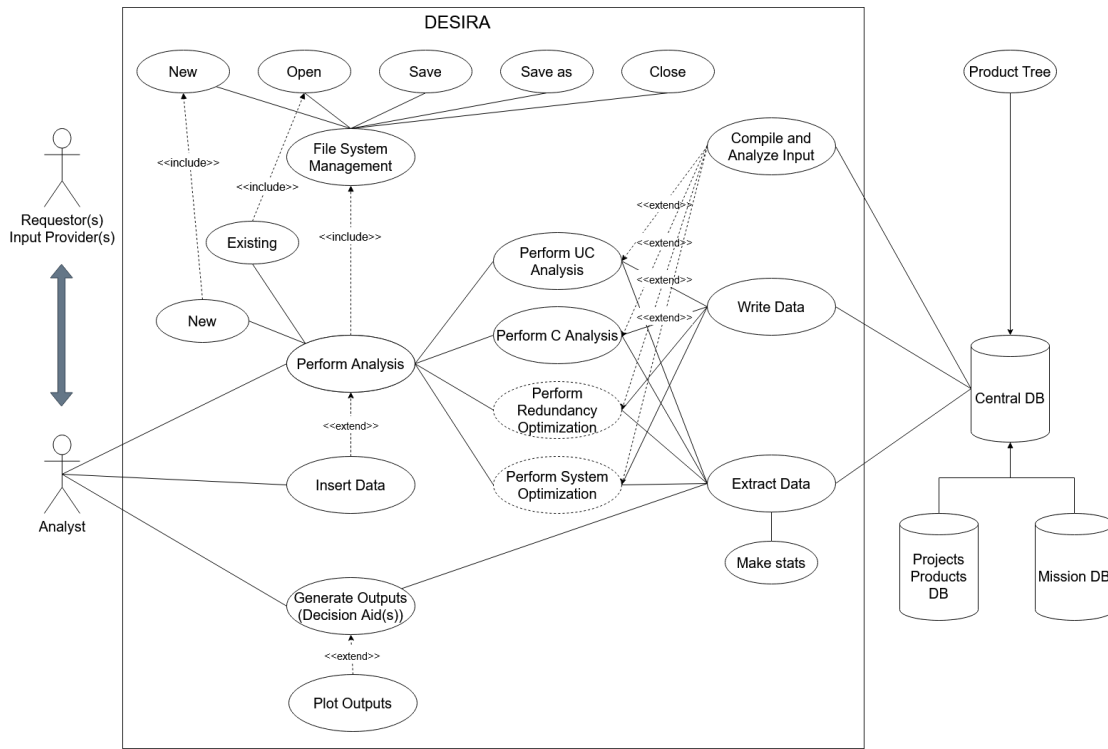 DESIRA
New
Open
Save
Save as
Close
Product Tree
File System
Management
Compile and
Analyze Input
<<include>>
<<include>>
<<include>>
Requestor(s)
Input Provider(s)
Existing
<<extend>>
<<extend>>
<<extend>>
<<extend>>
Perform UC
Analysis
New
Write Data
Perform C Analysis
Perform Analysis
Perform
Redundancy
Optimization
Central DB
<<extend>>
Insert Data
Perform System
Optimization
Extract Data
Analyst
Make stats
Projects
Products
DB
Mission DB
Generate Outputs
(Decision Aid(s))
<<extend>>
Plot Outputs